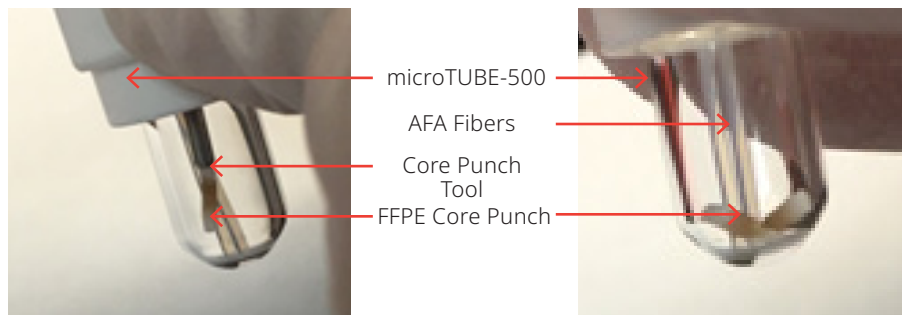 microTUBE-500
AFA Fibers
Core Punch
Tool
FFPE Core Punch